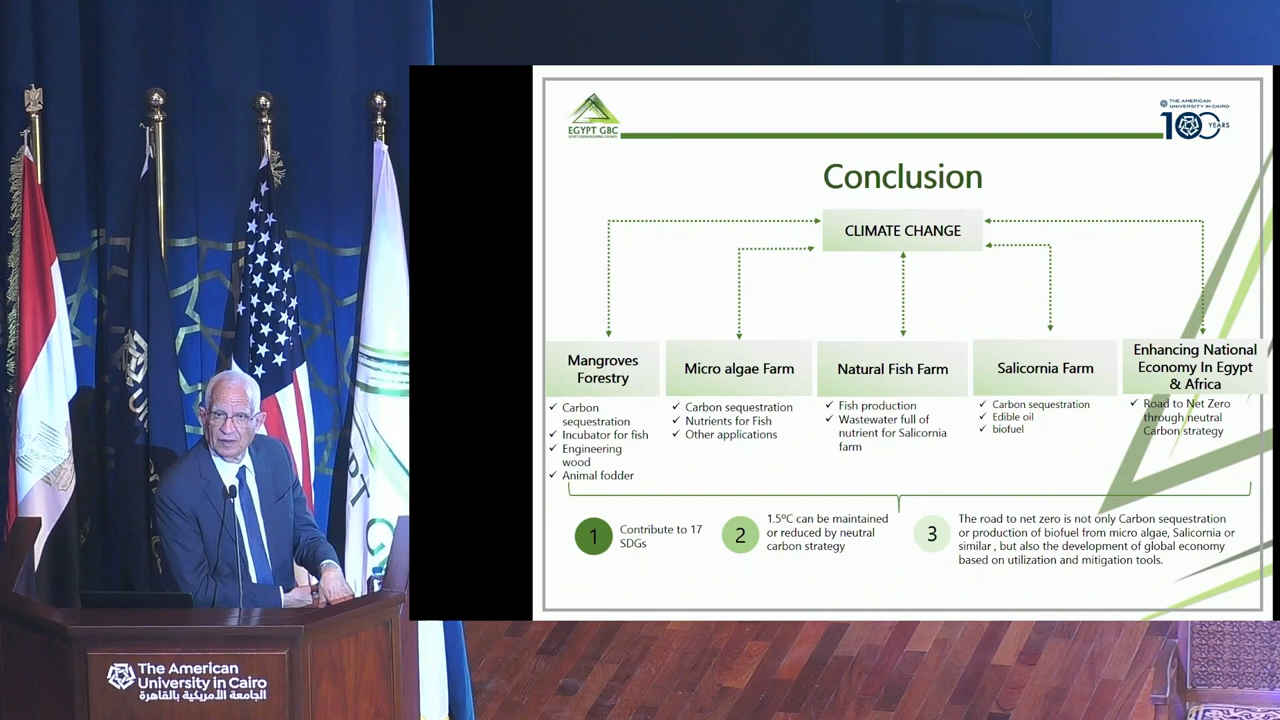 EGYPT GBC
THE AMERICAN
UNIVERSITY IN CAIRO
100 YEARS
Conclusion
CLIMATE CHANGE
Mangroves
Forestry
✓ Carbon
sequestration
✓ Incubator for fish
✓ Engineering
wood
✓ Animal fodder
Micro algae Farm
✓ Carbon sequestration
✓ Nutrients for Fish
✓ Other applications
Natural Fish Farm
✓ Fish production
✓ Wastewater full of
nutrient for Salicornia
farm
Salicornia Farm
✓ Carbon sequestration
✓ Edible oil
✓ biofuel
Enhancing National
Economy In Egypt
& Africa
✓ Road to Net Zero
through neutral
Carbon strategy
1
Contribute to 17
SDGs
2
1.5ºC can be maintained
or reduced by neutral
carbon strategy
3
The road to net zero is not only Carbon sequestration
or production of biofuel from micro algae, Salicornia or
similar , but also the development of global economy
based on utilization and mitigation tools.
The American
University in Cairo
الجامعة الأمريكية بالقاهرة